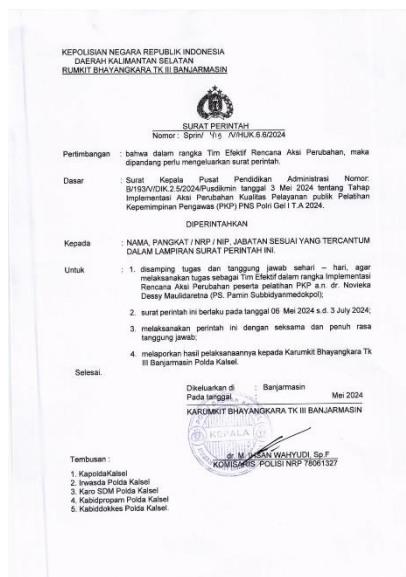 KEPOLISIAN NEGARA REPUBLIK INDONESIA
DAERAH KALIMANTAN SELATAN
RUMKIT BHAYANGKARA TK III BANJARMASIN
SURAT PERINTAH
Nomor : Sprin/ 415 /V/HUK.6.6/2024
Pertimbangan : bahwa dalam rangka Tim Efektif Rencana Aksi Perubahan, maka
dipandang perlu mengeluarkan surat perintah.
Dasar : Surat Kepala Pusat Pendidikan Administrasi Nomor:
B/193/V/DIK.2.5/2024/Pusdikmin tanggal 3 Mei 2024 tentang Tahap
Implementasi Aksi Perubahan Kualitas Pelayanan publik Pelatihan
Kepemimpinan Pengawas (PKP) PNS Polri Gel I T.A 2024.
DIPERINTAHKAN
Kepada : NAMA, PANGKAT / NRP / NIP, JABATAN SESUAI YANG TERCANTUM
DALAM LAMPIRAN SURAT PERINTAH INI.
Untuk : 1. disamping tugas dan tanggung jawab sehari – hari, agar
melaksanakan tugas sebagai Tim Efektif dalam rangka Implementasi
Rencana Aksi Perubahan peserta pelatihan PKP a.n. dr. Novieka
Dessy Maulidaretna (PS. Pamin Subbidyanmedokpol);
2. surat perintah ini berlaku pada tanggal 06 Mei 2024 s.d. 3 July 2024;
3. melaksanakan perintah ini dengan seksama dan penuh rasa
tanggung jawab;
4. melaporkan hasil pelaksanaannya kepada Karumkit Bhayangkara Tk
III Banjarmasin Polda Kalsel.
Selesai.
Dikeluarkan di : Banjarmasin
Pada tanggal Mei 2024
KARUMKIT BHAYANGKARA TK III BANJARMASIN
KEPALA
dr. M. IHSAN WAHYUDI, Sp.F
KOMISARIS POLISI NRP 78061327
Tembusan :
1. KapoldaKalsel
2. Irwasda Polda Kalsel
3. Karo SDM Polda Kalsel
4. Kabidpropam Polda Kalsel
5. Kabiddokkes Polda Kalsel.